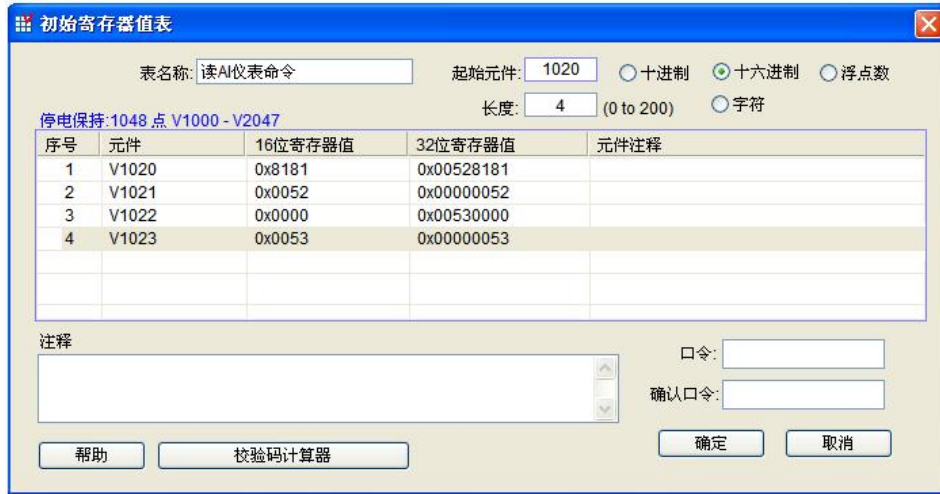 初始寄存器值表
表名称: 读AI仪表命令 起始元件: 1020 十进制 十六进制 浮点数
长度: 4 (0 to 200) 字符
停电保持:1048 点 V1000 - V2047
序号 元件 16位寄存器值 32位寄存器值 元件注释
1 V1020 0x8181 0x00528181
2 V1021 0x0052 0x00000052
3 V1022 0x0000 0x00530000
4 V1023 0x0053 0x00000053
注释
口令:
确认口令:
帮助 校验码计算器 确定 取消